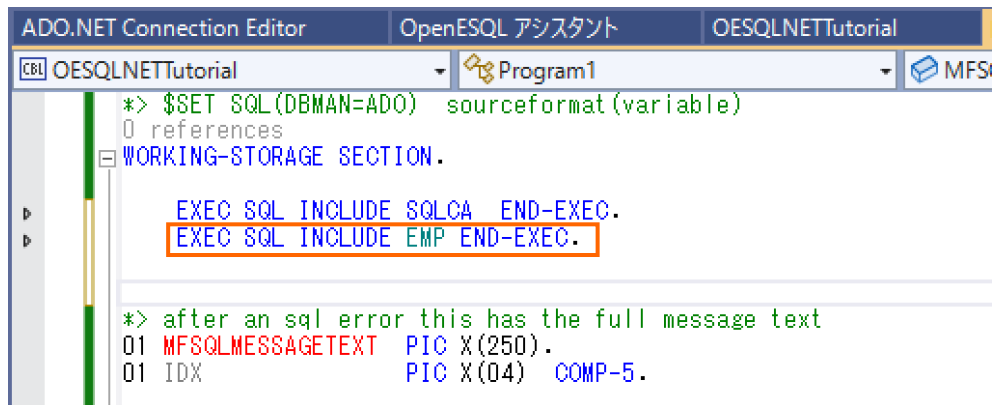 ADO.NET Connection Editor OpenESQL アシスタント OESQLNETTutorial
CBL OESQLNETTutorial Program1 MFS
*> $SET SQL(DBMAN=ADO)  sourceformat(variable)
0 references
WORKING-STORAGE SECTION.
EXEC SQL INCLUDE SQLCA  END-EXEC.
EXEC SQL INCLUDE EMP END-EXEC.
*> after an sql error this has the full message text
01 MFSQLMESSAGETEXT  PIC X(250).
01 IDX               PIC X(04)  COMP-5.